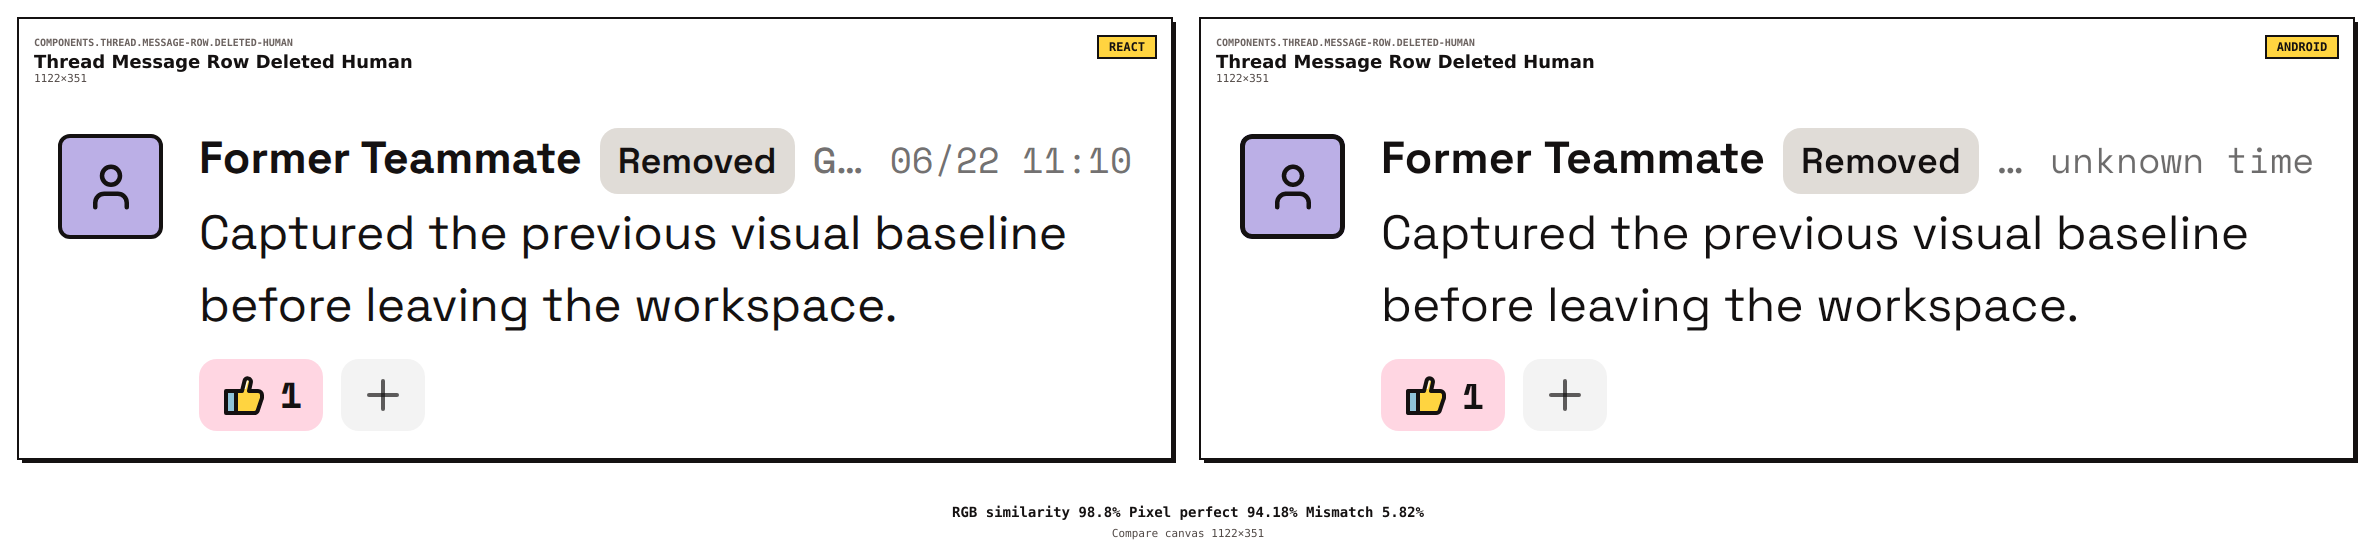 COMPONENTS.THREAD.MESSAGE-ROW.DELETED-HUMAN
Thread Message Row Deleted Human
1122×351
REACT
Former Teammate Removed G… 06/22 11:10
Captured the previous visual baseline
before leaving the workspace.
1
COMPONENTS.THREAD.MESSAGE-ROW.DELETED-HUMAN
Thread Message Row Deleted Human
1122×351
ANDROID
Former Teammate Removed … unknown time
Captured the previous visual baseline
before leaving the workspace.
1
RGB similarity 98.8% Pixel perfect 94.18% Mismatch 5.82%
Compare canvas 1122×351